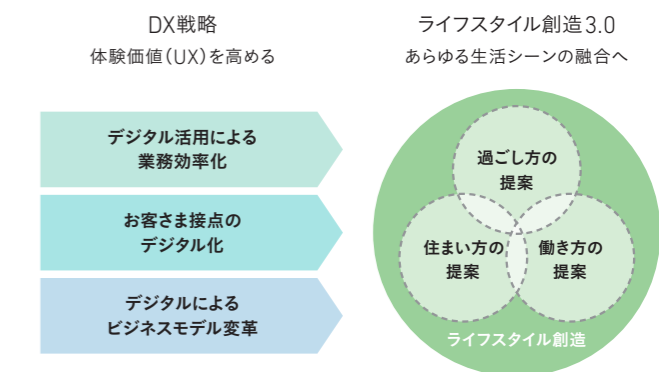 DX戦略
体験価値(UX)を高める
デジタル活用による
業務効率化
お客さま接点の
デジタル化
デジタルによる
ビジネスモデル変革
ライフスタイル創造3.0
あらゆる生活シーンの融合へ
過ごし方の
提案
住まい方の
提案
働き方の
提案
ライフスタイル創造